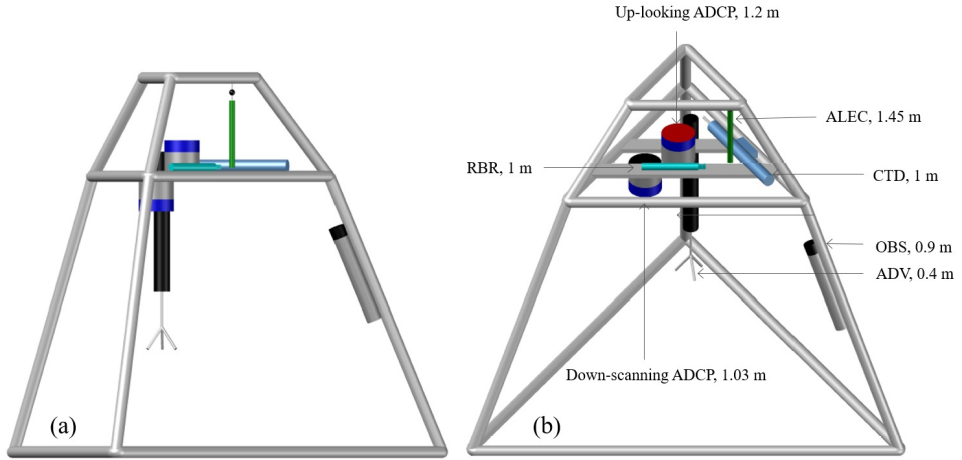 Up-looking ADCP, 1.2 m
ALEC, 1.45 m
RBR, 1 m
CTD, 1 m
OBS, 0.9 m
ADV, 0.4 m
Down-scanning ADCP, 1.03 m
(a)
(b)